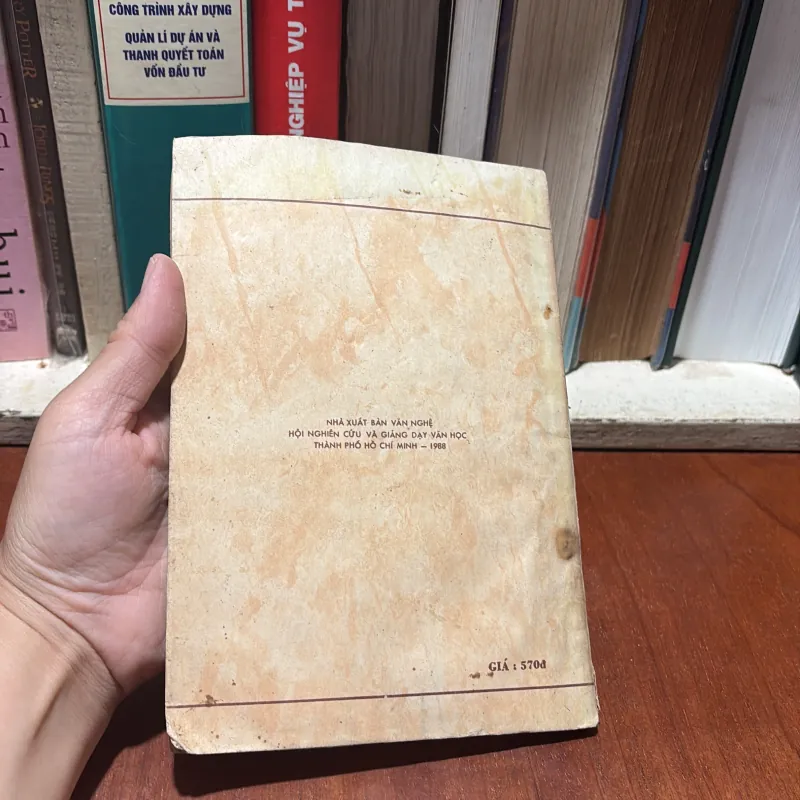 CÔNG TRÌNH XÂY DỰNG
QUẢN LÍ DỰ ÁN VÀ
THANH QUYẾT TOÁN
VỐN ĐẦU TƯ
NGHIỆP VỤ
NHÀ XUẤT BẢN VĂN NGHỆ
HỘI NGHIÊN CỨU VÀ GIẢNG DẠY VĂN HỌC
THÀNH PHỐ HỒ CHÍ MINH — 1988
GIÁ : 570đ